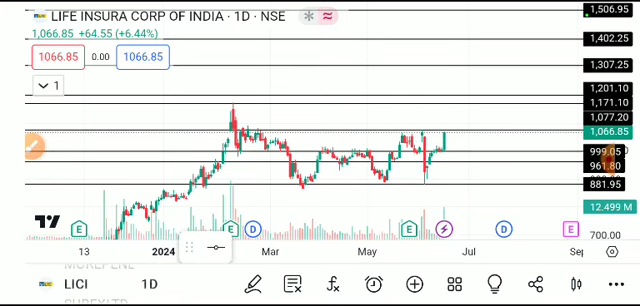 LIFE INSURA CORP OF INDIA · 1D · NSE
1,066.85 +64.55 (+6.44%)
1066.85 0.00 1066.85
1
1,506.95
1,402.25
1,307.25
1,201.10
1,171.10
1,077.20
1,066.85
999.05
961.80
881.95
12.499 M
700.00
E E D E D E
13 2024 Mar May Jul Sep
LICI 1D